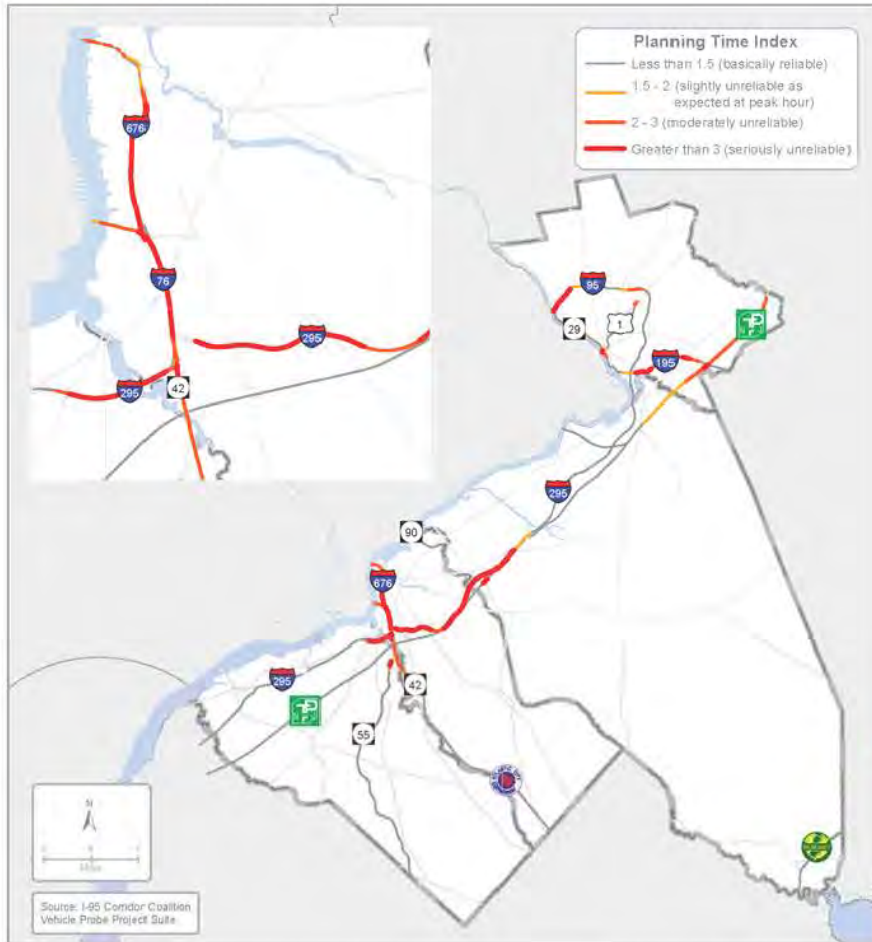 Planning Time Index
Less than 1.5 (basically reliable)
1.5 - 2 (slightly unreliable as
expected at peak hour)
2 - 3 (moderately unreliable)
Greater than 3 (seriously unreliable)
676
76
295
295
42
95
29
1
195
295
90
676
295
42
55
N
Miles
Source: I-95 Corridor Coalition
Vehicle Probe Project Suite